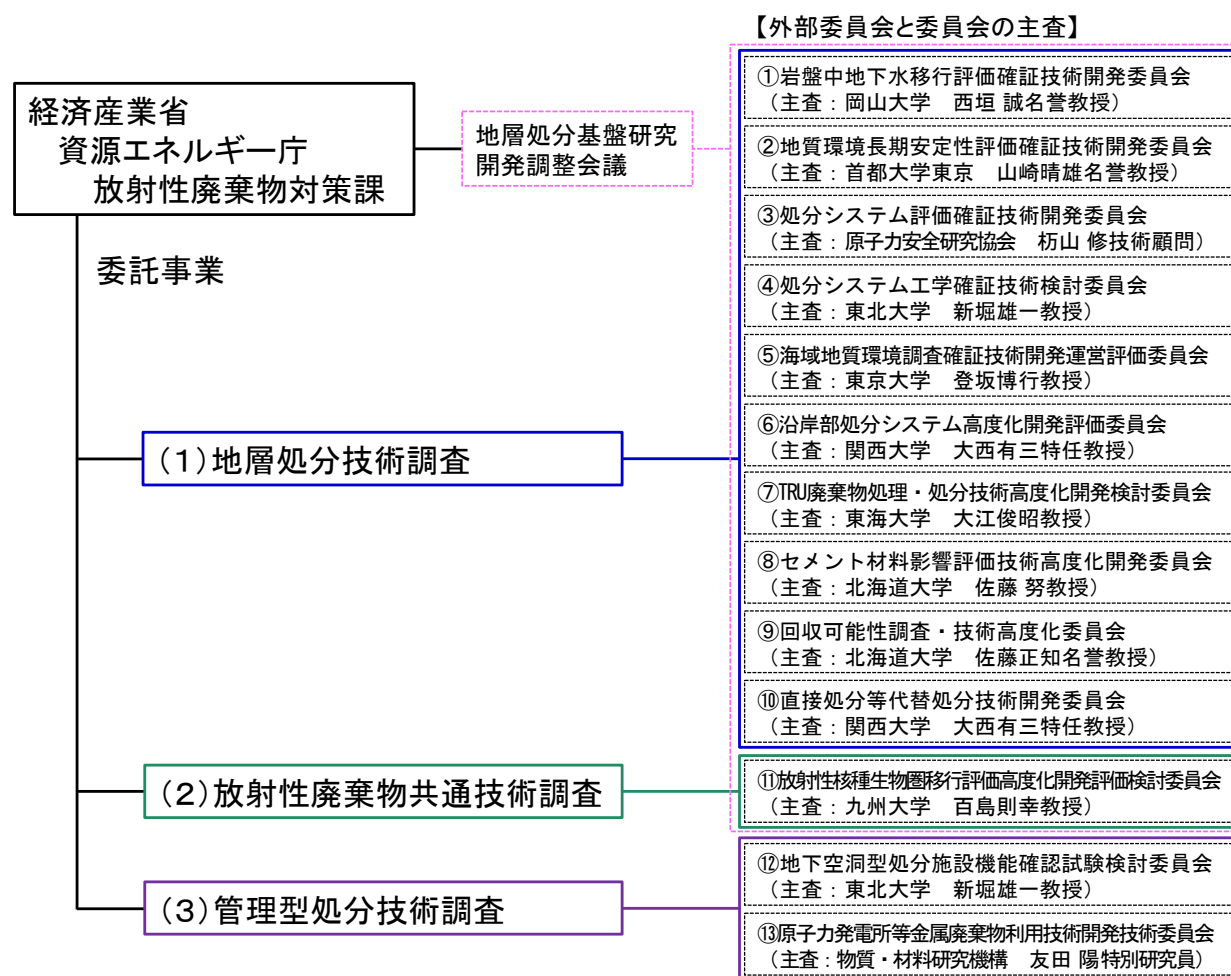 【外部委員会と委員会の主査】
経済産業省
資源エネルギー庁
放射性廃棄物対策課
地層処分基盤研究
開発調整会議
委託事業
(1)地層処分技術調査
①岩盤中地下水移行評価確証技術開発委員会
(主査:岡山大学 西垣 誠名誉教授)
②地質環境長期安定性評価確証技術開発委員会
(主査:首都大学東京 山崎晴雄名誉教授)
③処分システム評価確証技術開発委員会
(主査:原子力安全研究協会 杤山 修技術顧問)
④処分システム工学確証技術検討委員会
(主査:東北大学 新堀雄一教授)
⑤海域地質環境調査確証技術開発運営評価委員会
(主査:東京大学 登坂博行教授)
⑥沿岸部処分システム高度化開発評価委員会
(主査:関西大学 大西有三特任教授)
⑦TRU廃棄物処理・処分技術高度化開発検討委員会
(主査:東海大学 大江俊昭教授)
⑧セメント材料影響評価技術高度化開発委員会
(主査:北海道大学 佐藤 努教授)
⑨回収可能性調査・技術高度化委員会
(主査:北海道大学 佐藤正知名誉教授)
⑩直接処分等代替処分技術開発委員会
(主査:関西大学 大西有三特任教授)
(2)放射性廃棄物共通技術調査
⑪放射性核種生物圏移行評価高度化開発評価検討委員会
(主査:九州大学 百島則幸教授)
(3)管理型処分技術調査
⑫地下空洞型処分施設機能確認試験検討委員会
(主査:東北大学 新堀雄一教授)
⑬原子力発電所等金属廃棄物利用技術開発技術委員会
(主査:物質・材料研究機構 友田 陽特別研究員)